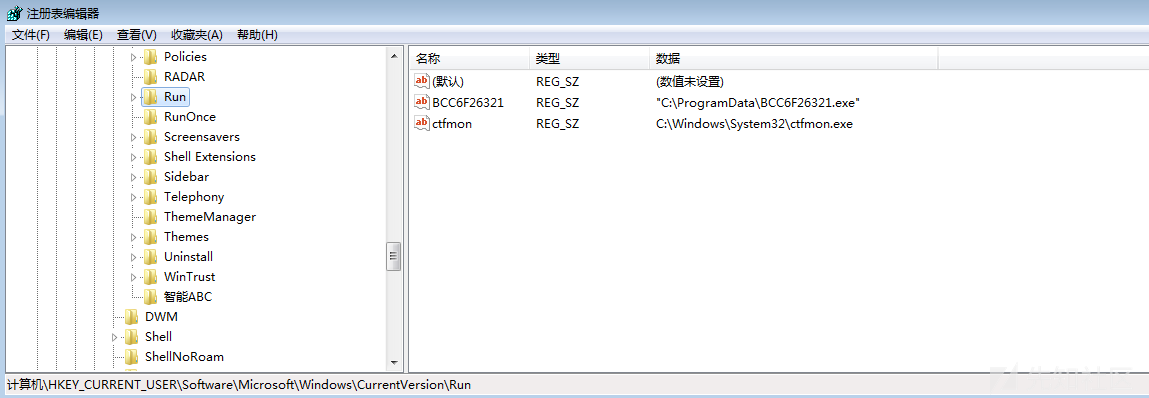 注册表编辑器
文件(F) 编辑(E) 查看(V) 收藏夹(A) 帮助(H)
Policies
RADAR
Run
RunOnce
Screensavers
Shell Extensions
Sidebar
Telephony
ThemeManager
Themes
Uninstall
WinTrust
智能ABC
DWM
Shell
ShellNoRoam
名称 类型 数据
(默认) REG_SZ (数值未设置)
BCC6F26321 REG_SZ "C:\ProgramData\BCC6F26321.exe"
ctfmon REG_SZ C:\Windows\System32\ctfmon.exe
计算机\HKEY_CURRENT_USER\Software\Microsoft\Windows\CurrentVersion\Run